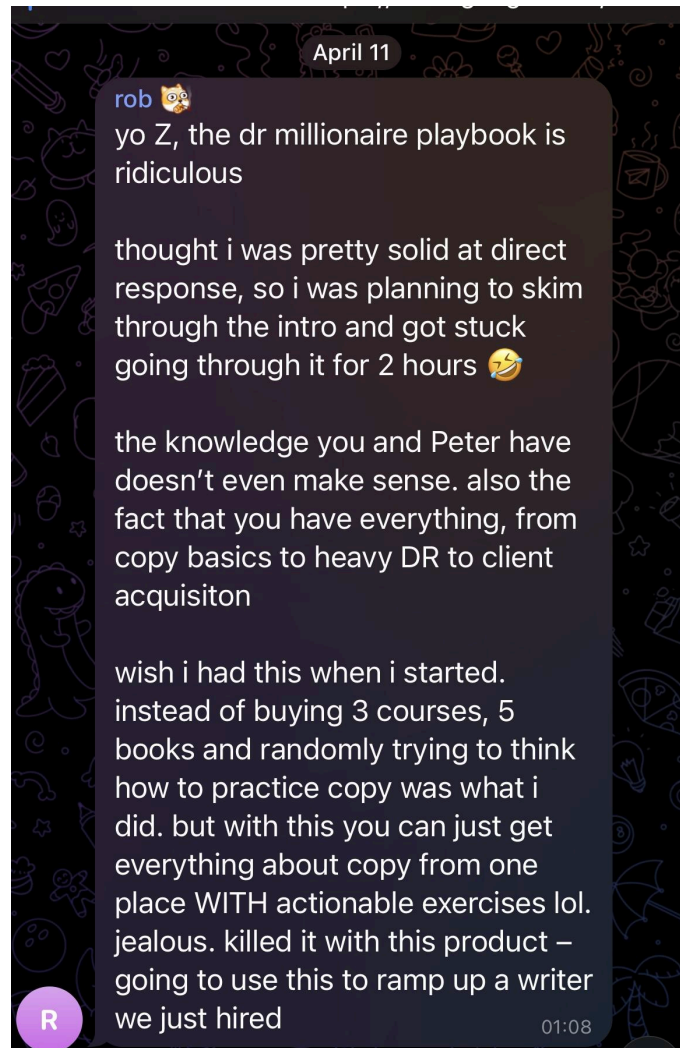 April 11
rob
yo Z, the dr millionaire playbook is
ridiculous
thought i was pretty solid at direct
response, so i was planning to skim
through the intro and got stuck
going through it for 2 hours 🤣
the knowledge you and Peter have
doesn’t even make sense. also the
fact that you have everything, from
copy basics to heavy DR to client
acquisiton
wish i had this when i started.
instead of buying 3 courses, 5
books and randomly trying to think
how to practice copy was what i
did. but with this you can just get
everything about copy from one
place WITH actionable exercises lol.
jealous. killed it with this product –
going to use this to ramp up a writer
we just hired
01:08
R